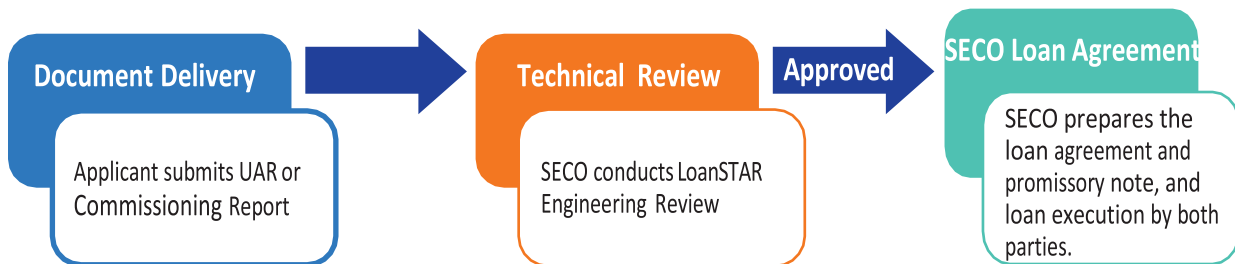 Document Delivery
Applicant submits UAR or
Commissioning Report
Technical Review
SECO conducts LoanSTAR
Engineering Review
Approved
SECO Loan Agreement
SECO prepares the
loan agreement and
promissory note, and
loan execution by both
parties.